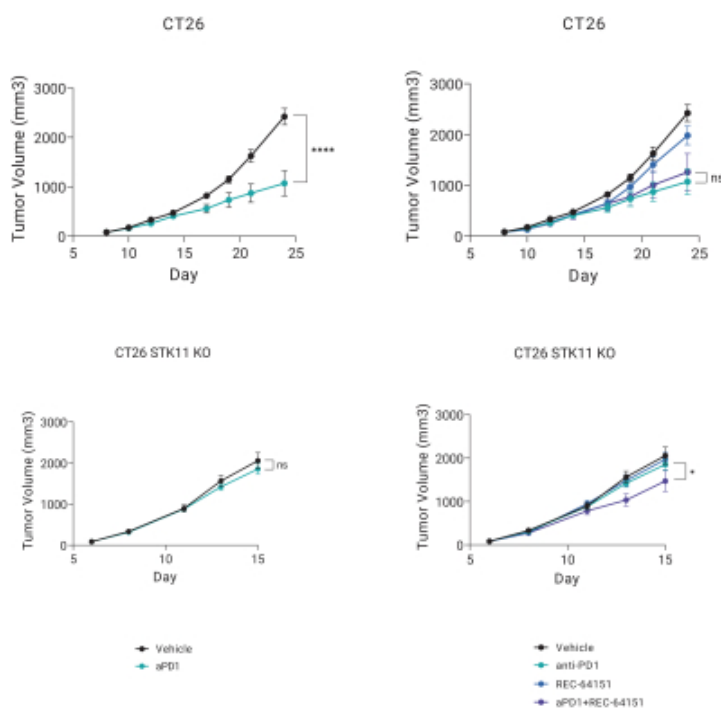 CT26
Tumor Volume (mm3)
3000
2000
1000
0
5
10
15
20
25
Day
****
CT26
Tumor Volume (mm3)
3000
2000
1000
0
5
10
15
20
25
Day
ns
CT26 STK11 KO
Tumor Volume (mm3)
3000
2000
1000
0
5
10
15
Day
ns
Vehicle
aPD1
CT26 STK11 KO
Tumor Volume (mm3)
3000
2000
1000
0
5
10
15
Day
*
Vehicle
anti-PD1
REC-64151
aPD1+REC-64151